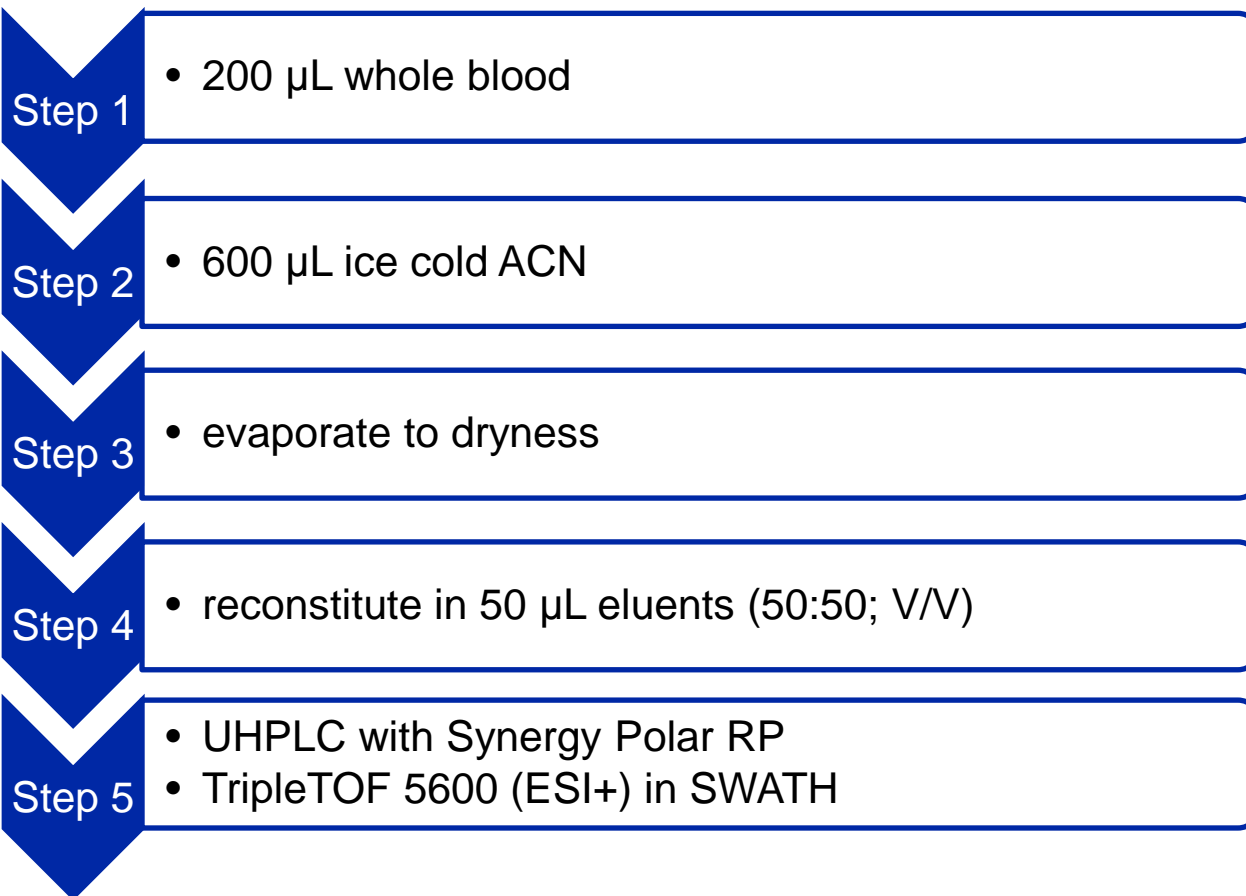 Step 1
• 200 µL whole blood
Step 2
• 600 µL ice cold ACN
Step 3
• evaporate to dryness
Step 4
• reconstitute in 50 µL eluents (50:50; V/V)
Step 5
• UHPLC with Synergy Polar RP
• TripleTOF 5600 (ESI+) in SWATH